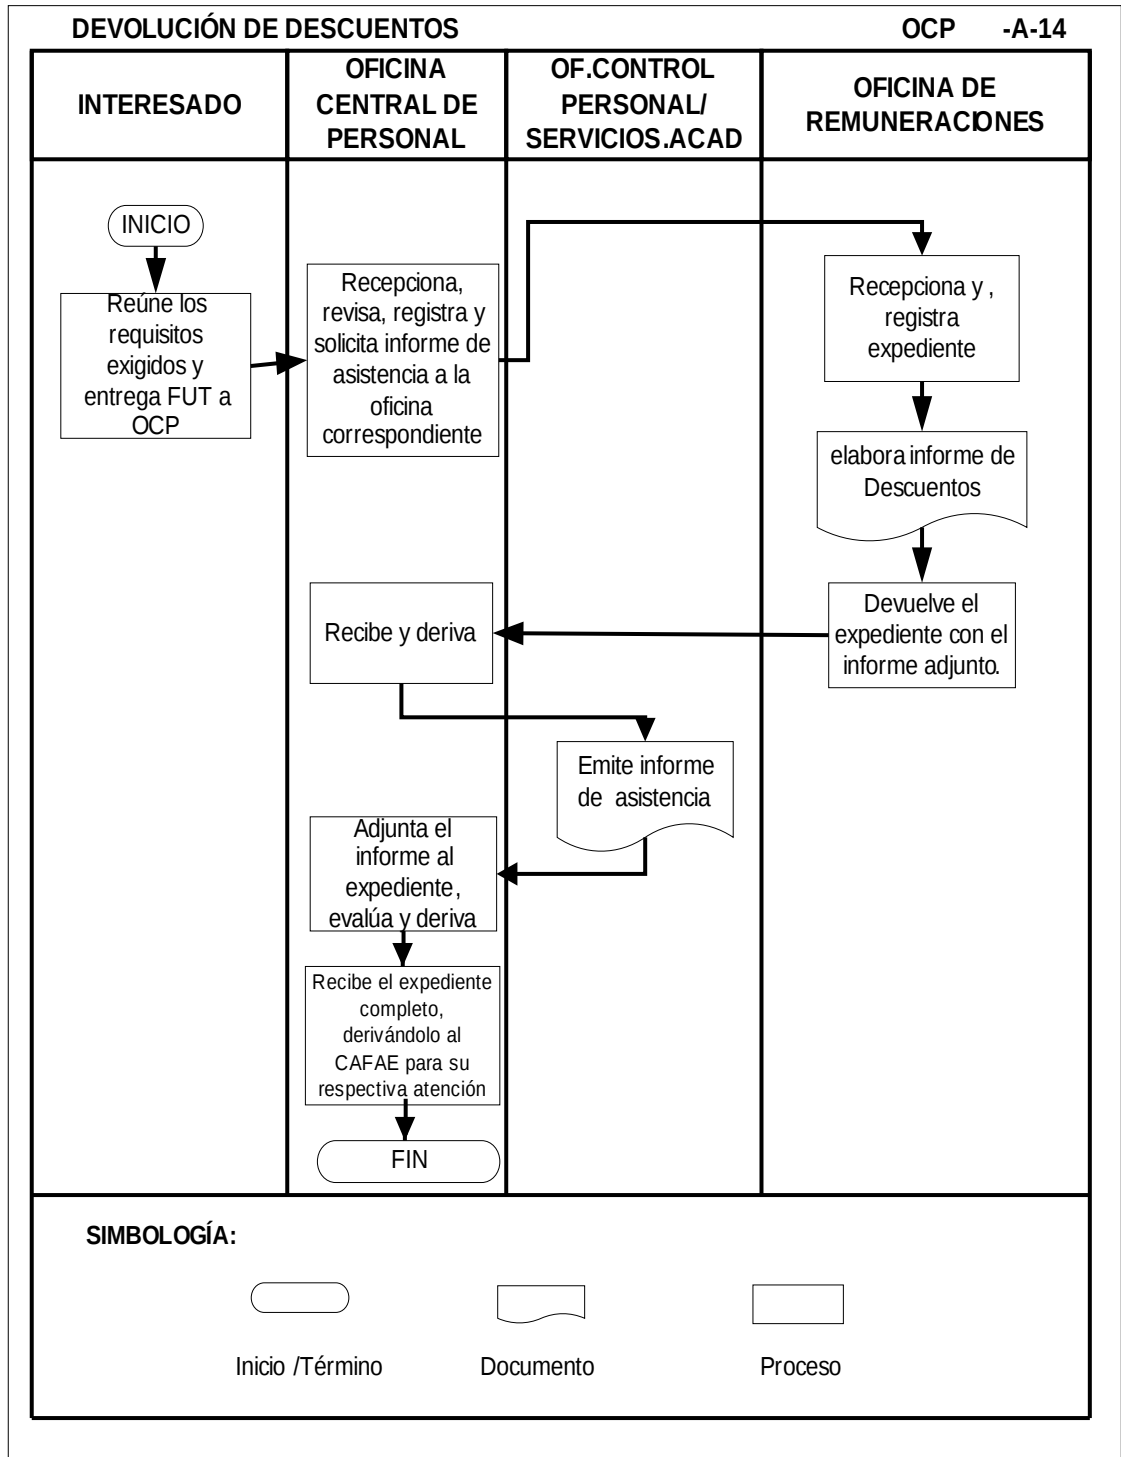 DEVOLUCIÓN DE DESCUENTOS OCP -A-14
INTERESADO
OFICINA
CENTRAL DE
PERSONAL
OF.CONTROL
PERSONAL/
SERVICIOS.ACAD
OFICINA DE
REMUNERACIONES
INICIO
Reúne los
requisitos
exigidos y
entrega FUT a
OCP
Recepciona,
revisa, registra y
solicita informe de
asistencia a la
oficina
correspondiente
Recepciona y ,
registra
expediente
elabora informe de
Descuentos
Devuelve el
expediente con el
informe adjunto.
Recibe y deriva
Emite informe
de asistencia
Adjunta el
informe al
expediente,
evalúa y deriva
Recibe el expediente
completo,
derivándolo al
CAFAE para su
respectiva atención
FIN
SIMBOLOGÍA:
Inicio /Término
Documento
Proceso